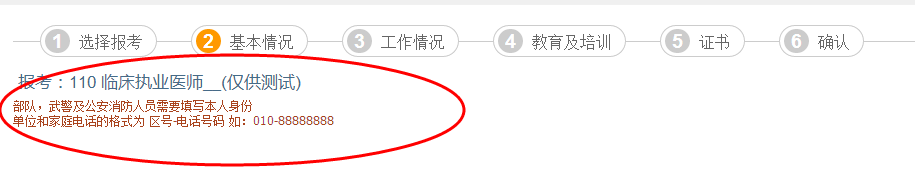 1 选择报考 2 基本情况 3 工作情况 4 教育及培训 5 证书 6 确认
报考：110 临床执业医师__(仅供测试)
部队，武警及公安消防人员需要填写本人身份
单位和家庭电话的格式为 区号-电话号码 如：010-88888888